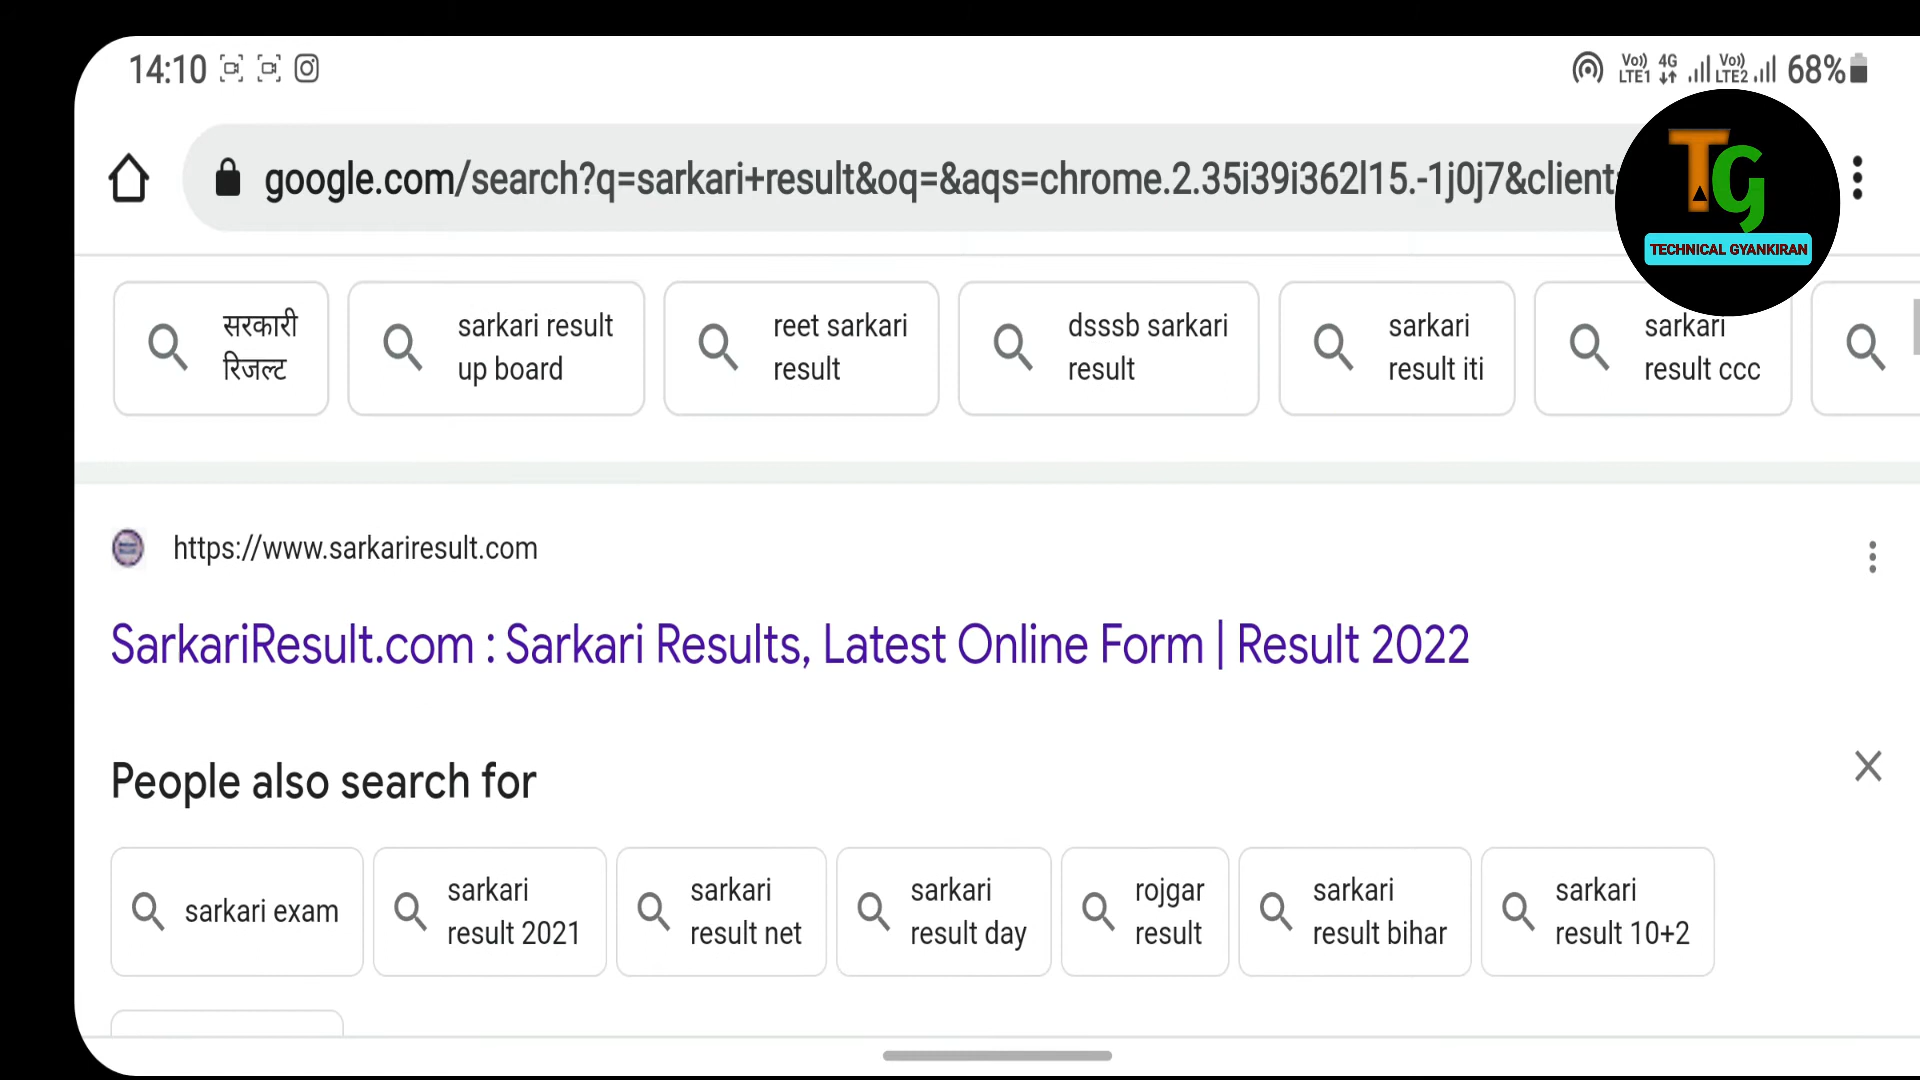 14:10
Vo)) 4G Vo)) 68%
LTE1 LTE2
google.com/search?q=sarkari+result&oq=&aqs=chrome.2.35i39i362l15.-1j0j7&client
TG
TECHNICAL GYANKIRAN
सरकारी
रिजल्ट
sarkari result
up board
reet sarkari
result
dsssb sarkari
result
sarkari
result iti
sarkari
result ccc
https://www.sarkariresult.com
SarkariResult.com : Sarkari Results, Latest Online Form | Result 2022
People also search for
sarkari exam
sarkari
result 2021
sarkari
result net
sarkari
result day
rojgar
result
sarkari
result bihar
sarkari
result 10+2